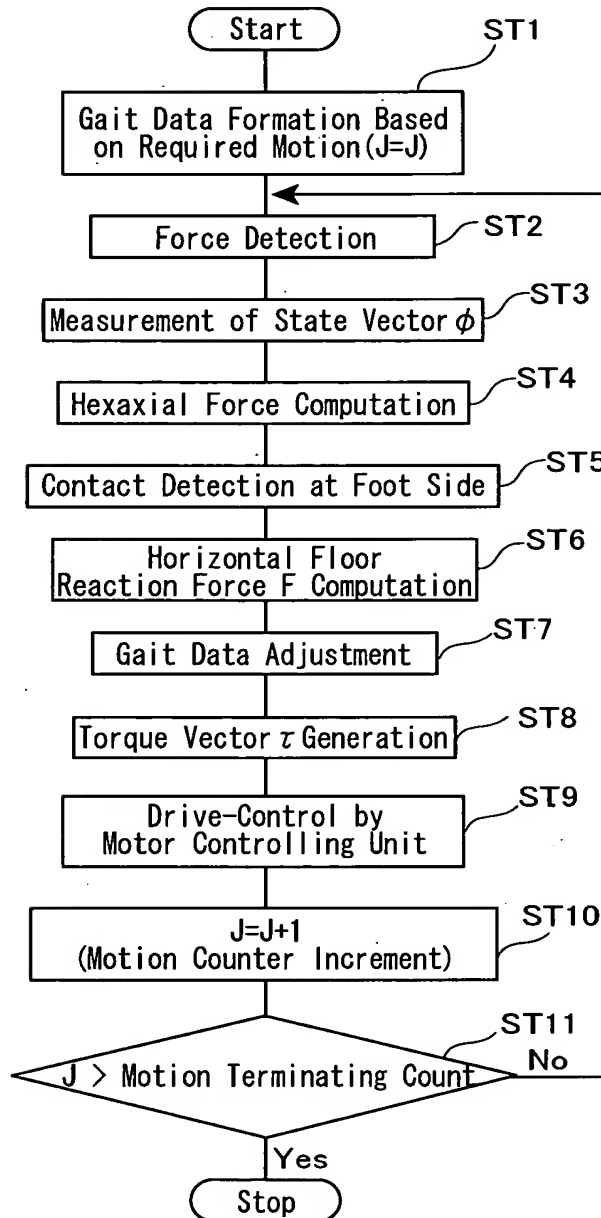 Start
ST1
Gait Data Formation Based
on Required Motion(J=J)
ST2
Force Detection
ST3
Measurement of State Vector ϕ
ST4
Hexaxial Force Computation
ST5
Contact Detection at Foot Side
ST6
Horizontal Floor
Reaction Force F Computation
ST7
Gait Data Adjustment
ST8
Torque Vector τ Generation
ST9
Drive-Control by
Motor Controlling Unit
ST10
J=J+1
(Motion Counter Increment)
ST11
J > Motion Terminating Count
No
Yes
Stop